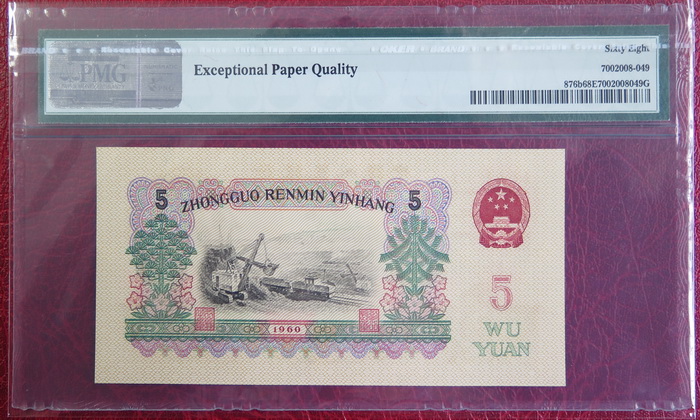 Sixty Eight
PMG
Exceptional Paper Quality
7002008-049
876b68E7002008049G
5 ZHONGGUO RENMIN YINHANG 5
5
1960
WU
YUAN